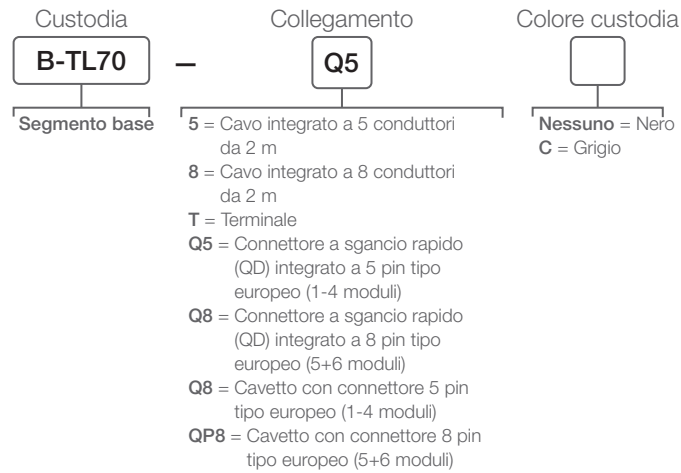 Custodia
Collegamento
Colore custodia
B-TL70
–
Q5
Segmento base
5 = Cavo integrato a 5 conduttori
da 2 m
8 = Cavo integrato a 8 conduttori
da 2 m
T = Terminale
Q5 = Connettore a sgancio rapido
(QD) integrato a 5 pin tipo
europeo (1-4 moduli)
Q8 = Connettore a sgancio rapido
(QD) integrato a 8 pin tipo
europeo (5+6 moduli)
Q8 = Cavetto con connettore 5 pin
tipo europeo (1-4 moduli)
QP8 = Cavetto con connettore 8 pin
tipo europeo (5+6 moduli)
Nessuno = Nero
C = Grigio